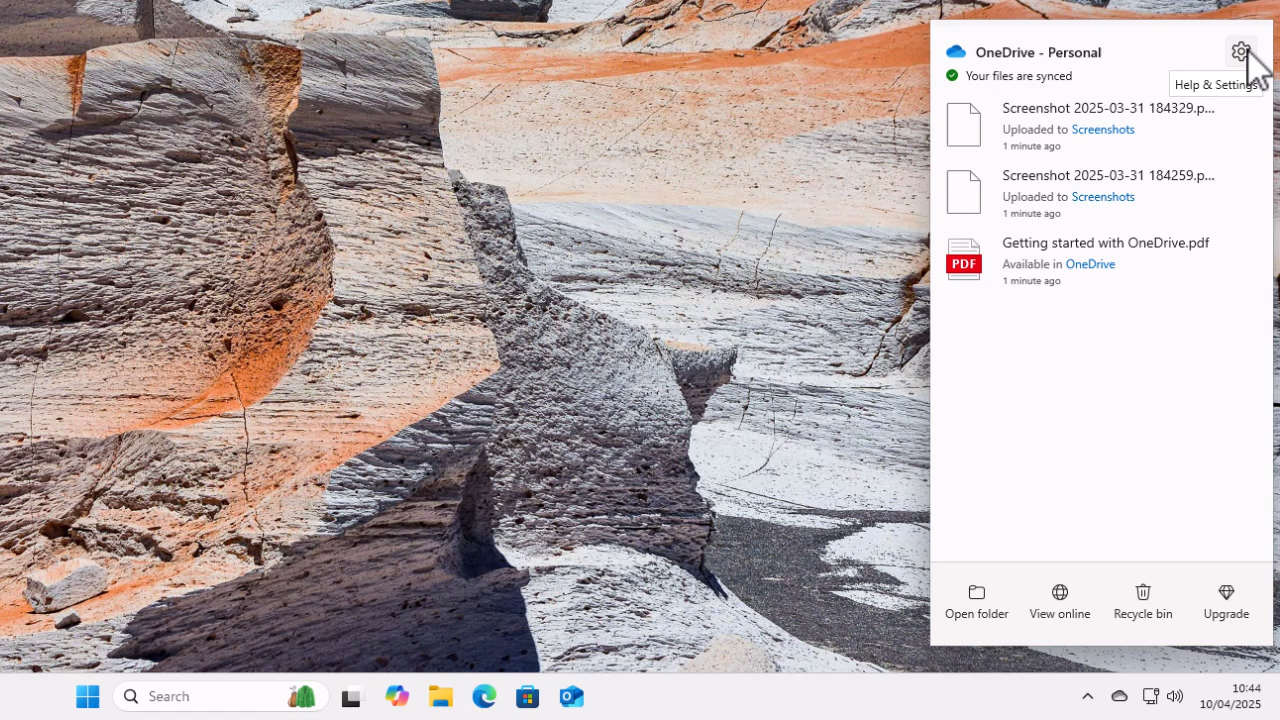 OneDrive - Personal
Your files are synced
Help & Settings
Screenshot 2025-03-31 184329.p...
Uploaded to Screenshots
1 minute ago
Screenshot 2025-03-31 184259.p...
Uploaded to Screenshots
1 minute ago
PDF
Getting started with OneDrive.pdf
Available in OneDrive
1 minute ago
Open folder
View online
Recycle bin
Upgrade
Search
10:44
10/04/2025